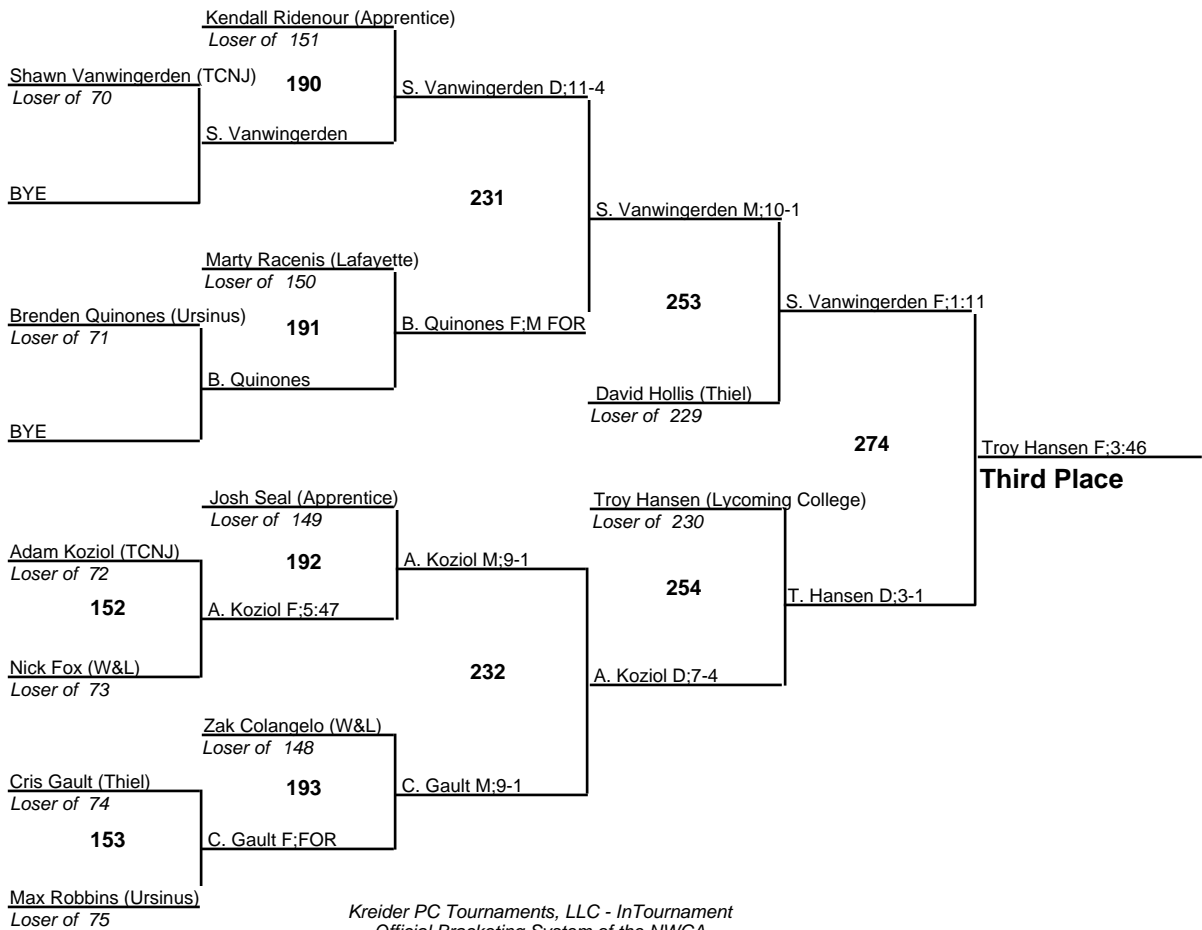 Kendall Ridenour (Apprentice)
Loser of 151
Shawn Vanwingerden (TCNJ)
Loser of 70
190
S. Vanwingerden D;11-4
S. Vanwingerden
BYE
231
S. Vanwingerden M;10-1
Marty Racenis (Lafayette)
Loser of 150
Brenden Quinones (Ursinus)
Loser of 71
191
B. Quinones F;M FOR
253
S. Vanwingerden F;1:11
B. Quinones
David Hollis (Thiel)
Loser of 229
BYE
274
Troy Hansen F;3:46
Third Place
Josh Seal (Apprentice)
Loser of 149
Troy Hansen (Lycoming College)
Loser of 230
Adam Koziol (TCNJ)
Loser of 72
192
A. Koziol M;9-1
152
A. Koziol F;5:47
254
T. Hansen D;3-1
Nick Fox (W&L)
Loser of 73
232
A. Koziol D;7-4
Zak Colangelo (W&L)
Loser of 148
Cris Gault (Thiel)
Loser of 74
193
C. Gault M;9-1
153
C. Gault F;FOR
Max Robbins (Ursinus)
Loser of 75
Kreider PC Tournaments, LLC - InTournament
Official Bracketing System of the NWCA